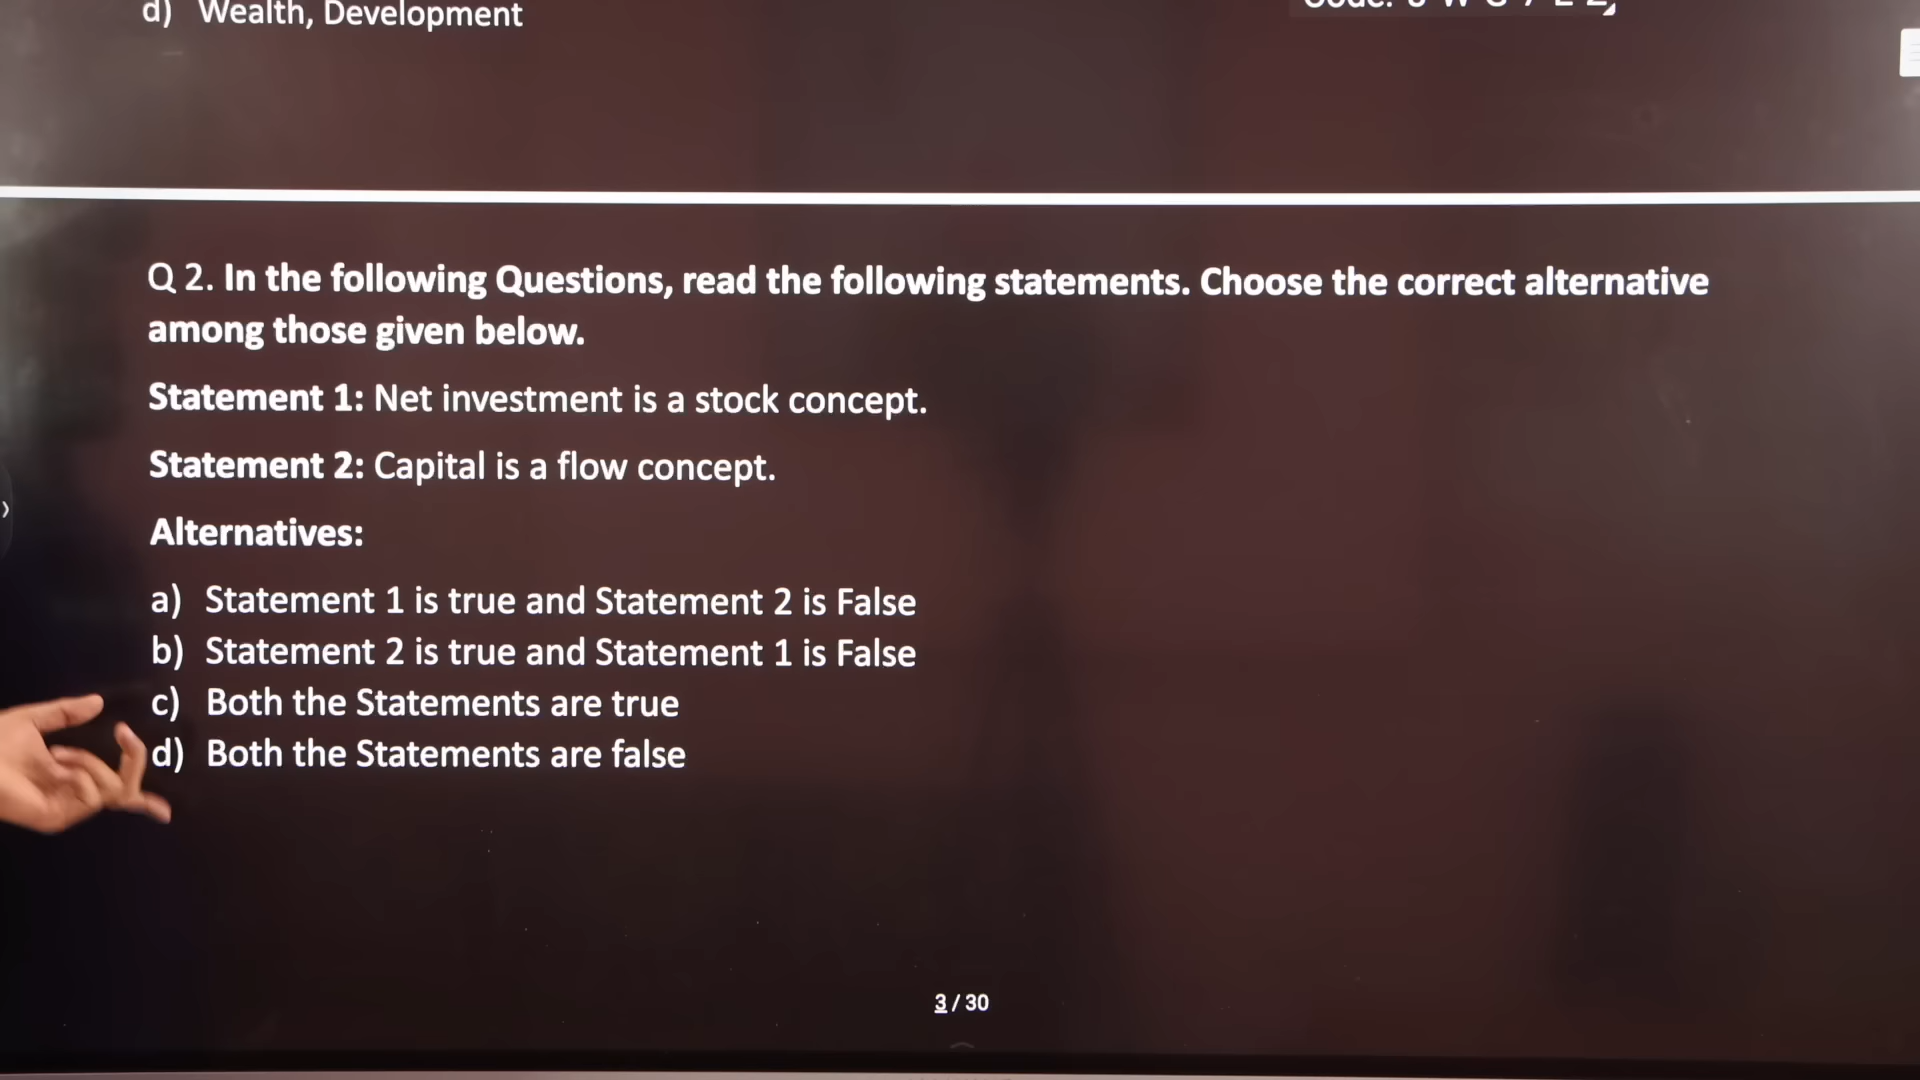 d) Wealth, Development
Q 2. In the following Questions, read the following statements. Choose the correct alternative
among those given below.
Statement 1: Net investment is a stock concept.
Statement 2: Capital is a flow concept.
Alternatives:
a) Statement 1 is true and Statement 2 is False
b) Statement 2 is true and Statement 1 is False
c) Both the Statements are true
d) Both the Statements are false
3 / 30